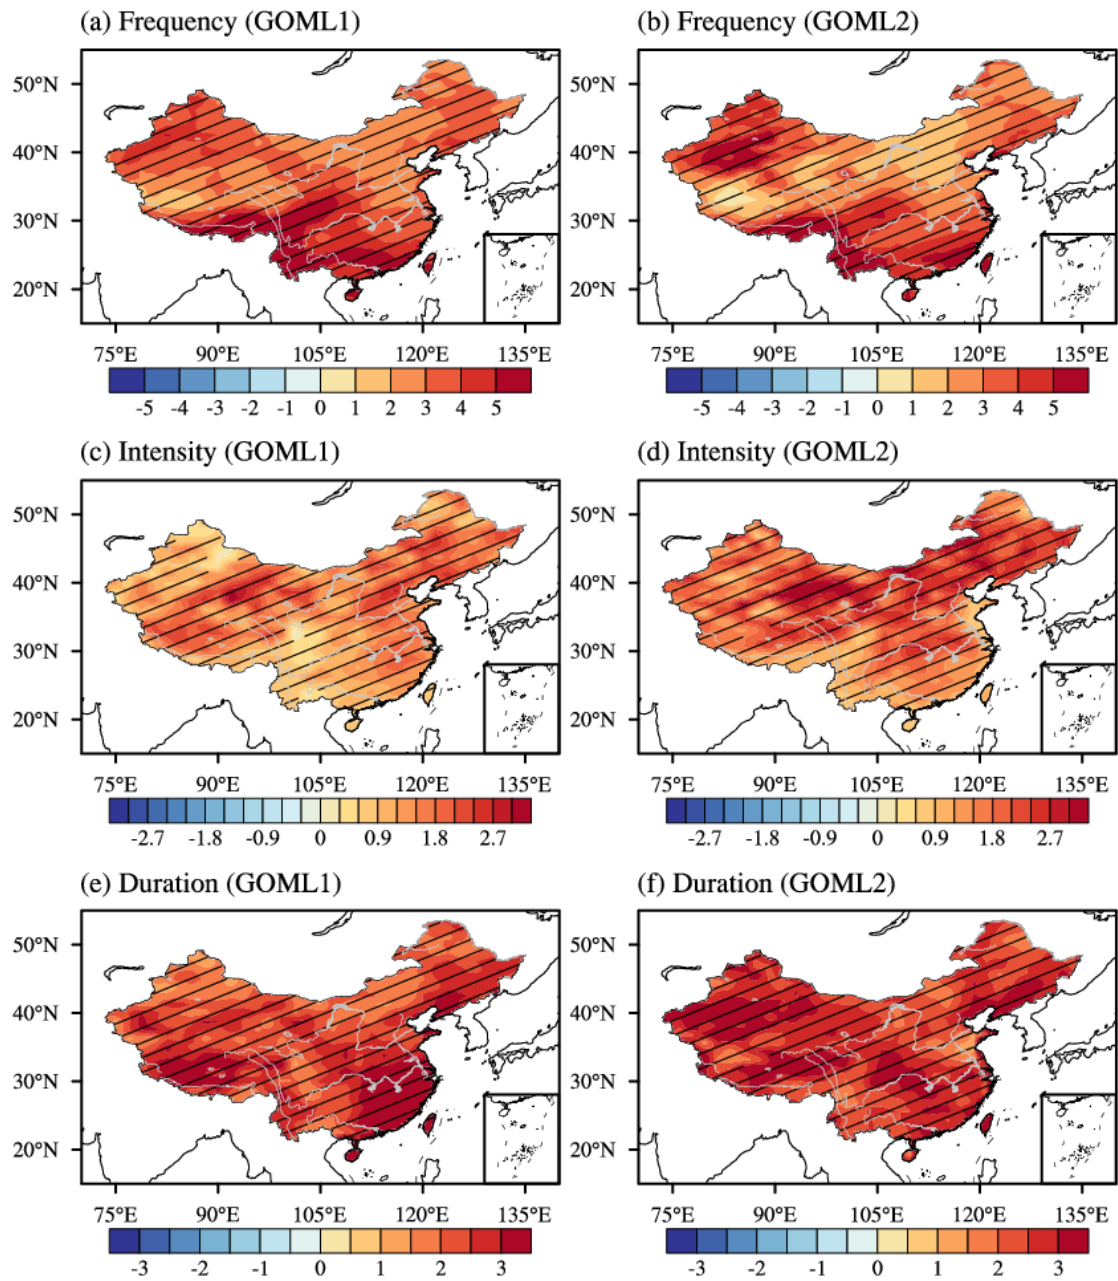 (a) Frequency (GOML1)
(b) Frequency (GOML2)
50°N
40°N
30°N
20°N
50°N
40°N
30°N
20°N
75°E 90°E 105°E 120°E 135°E
75°E 90°E 105°E 120°E 135°E
-5 -4 -3 -2 -1 0 1 2 3 4 5
-5 -4 -3 -2 -1 0 1 2 3 4 5
(c) Intensity (GOML1)
(d) Intensity (GOML2)
50°N
40°N
30°N
20°N
50°N
40°N
30°N
20°N
75°E 90°E 105°E 120°E 135°E
75°E 90°E 105°E 120°E 135°E
-2.7 -1.8 -0.9 0 0.9 1.8 2.7
-2.7 -1.8 -0.9 0 0.9 1.8 2.7
(e) Duration (GOML1)
(f) Duration (GOML2)
50°N
40°N
30°N
20°N
50°N
40°N
30°N
20°N
75°E 90°E 105°E 120°E 135°E
75°E 90°E 105°E 120°E 135°E
-3 -2 -1 0 1 2 3
-3 -2 -1 0 1 2 3